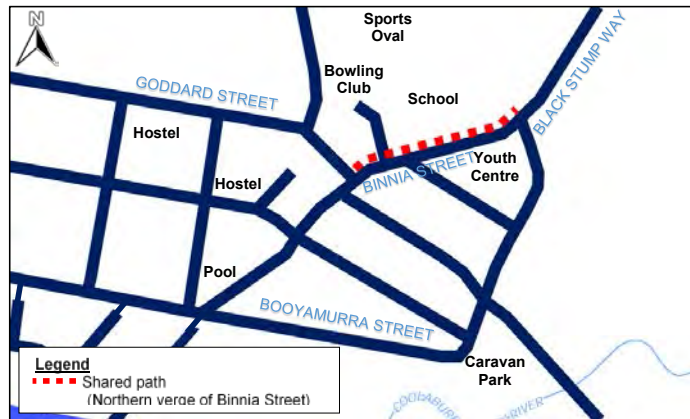 N
Sports
Oval
BLACK STUMP WAY
Bowling
Club
GODDARD STREET
School
Hostel
Youth
Centre
BINNIA STREET
Hostel
Pool
BOOYAMURRA STREET
Caravan
Park
Legend
Shared path
(Northern verge of Binnia Street)
RIVER